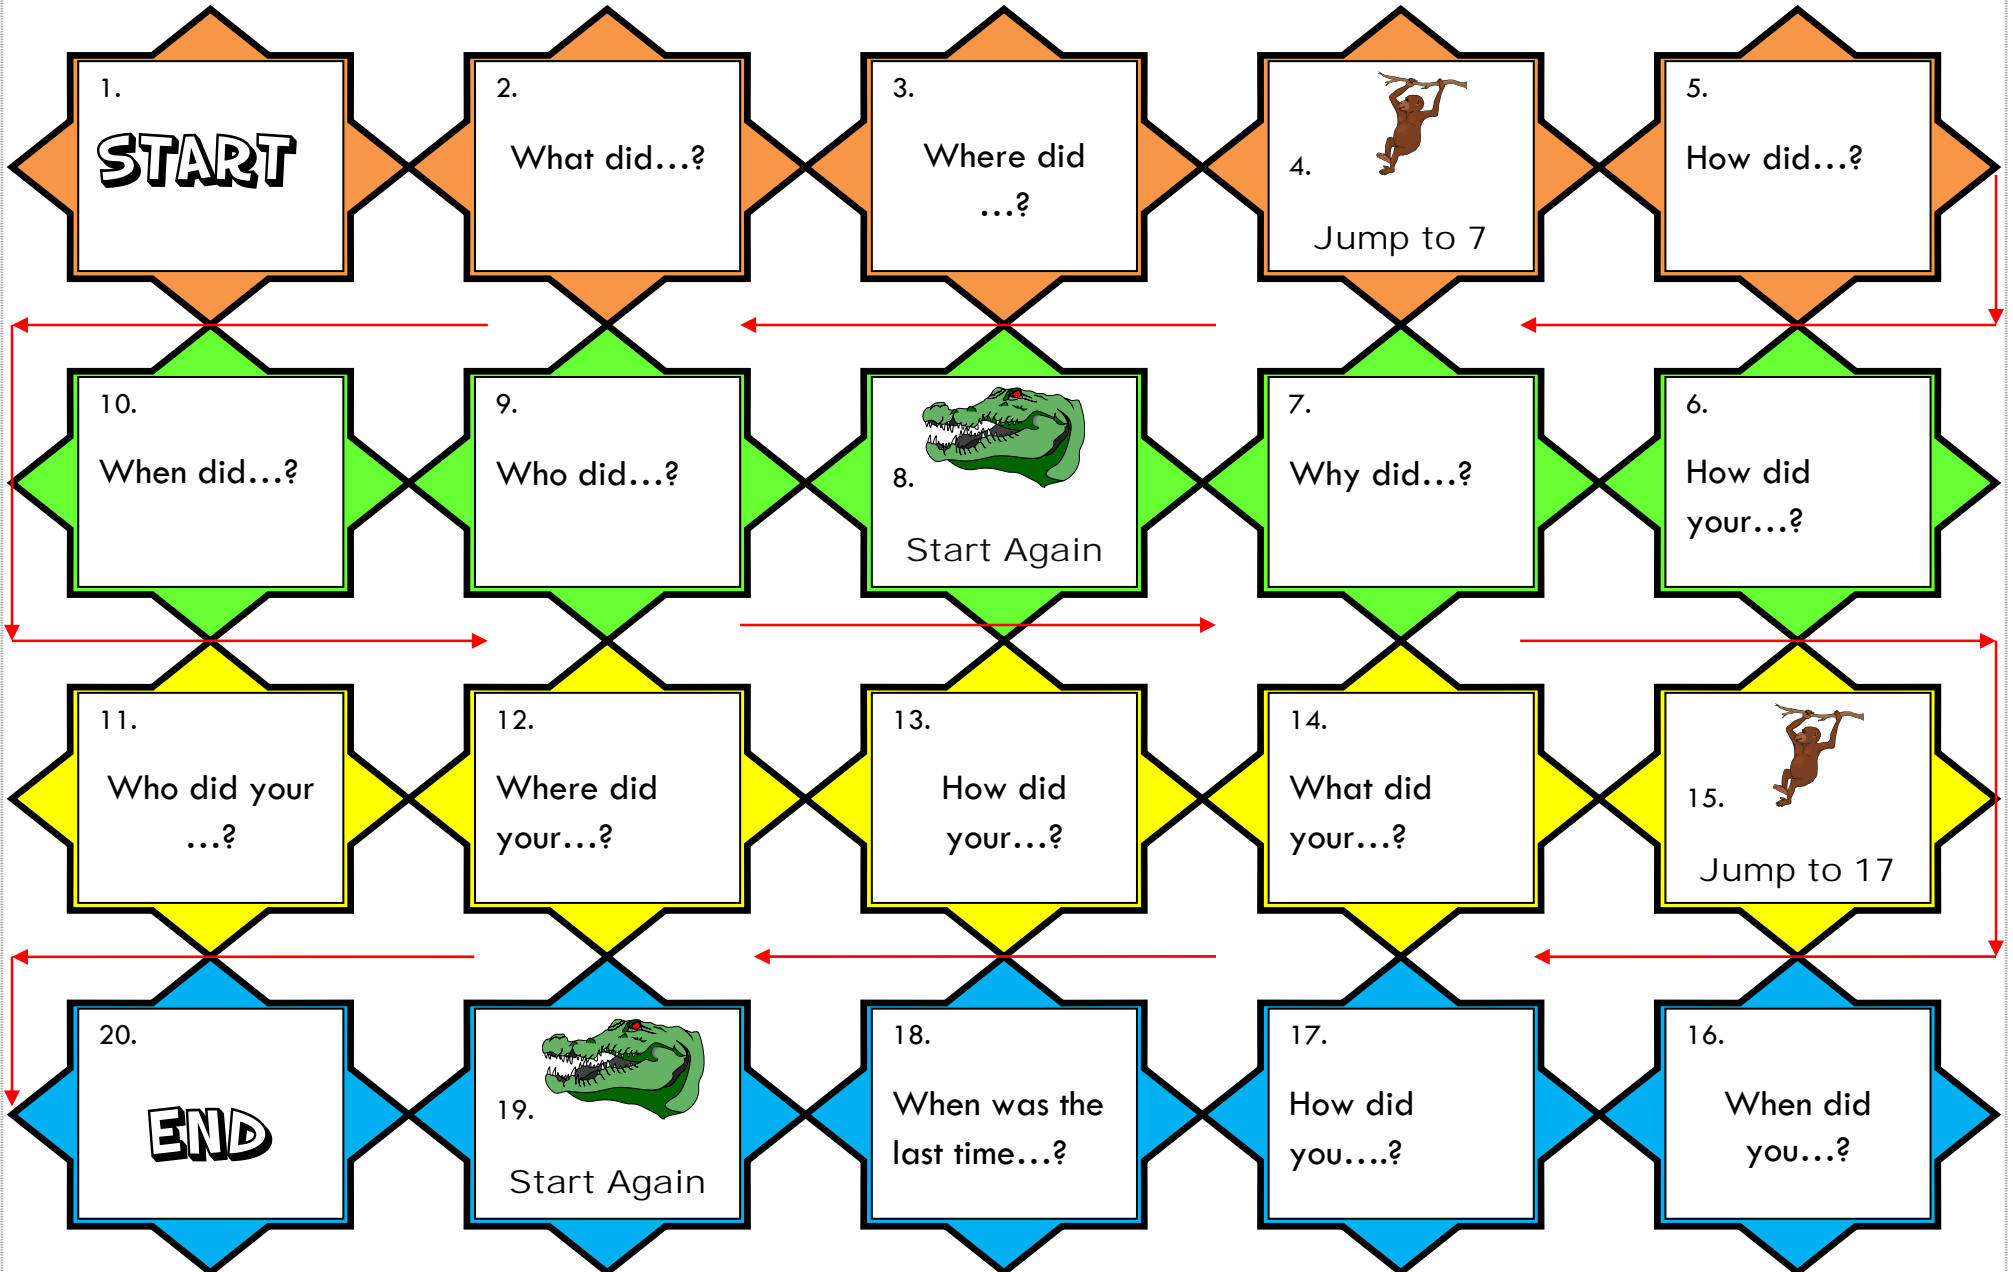 1.
START
2.
What did...?
3.
Where did
...?
4.
Jump to 7
5.
How did...?
10.
When did...?
9.
Who did...?
8.
Start Again
7.
Why did...?
6.
How did
your...?
11.
Who did your
...?
12.
Where did
your...?
13.
How did
your...?
14.
What did
your...?
15.
Jump to 17
20.
END
19.
Start Again
18.
When was the
last time...?
17.
How did
you....?
16.
When did
you...?